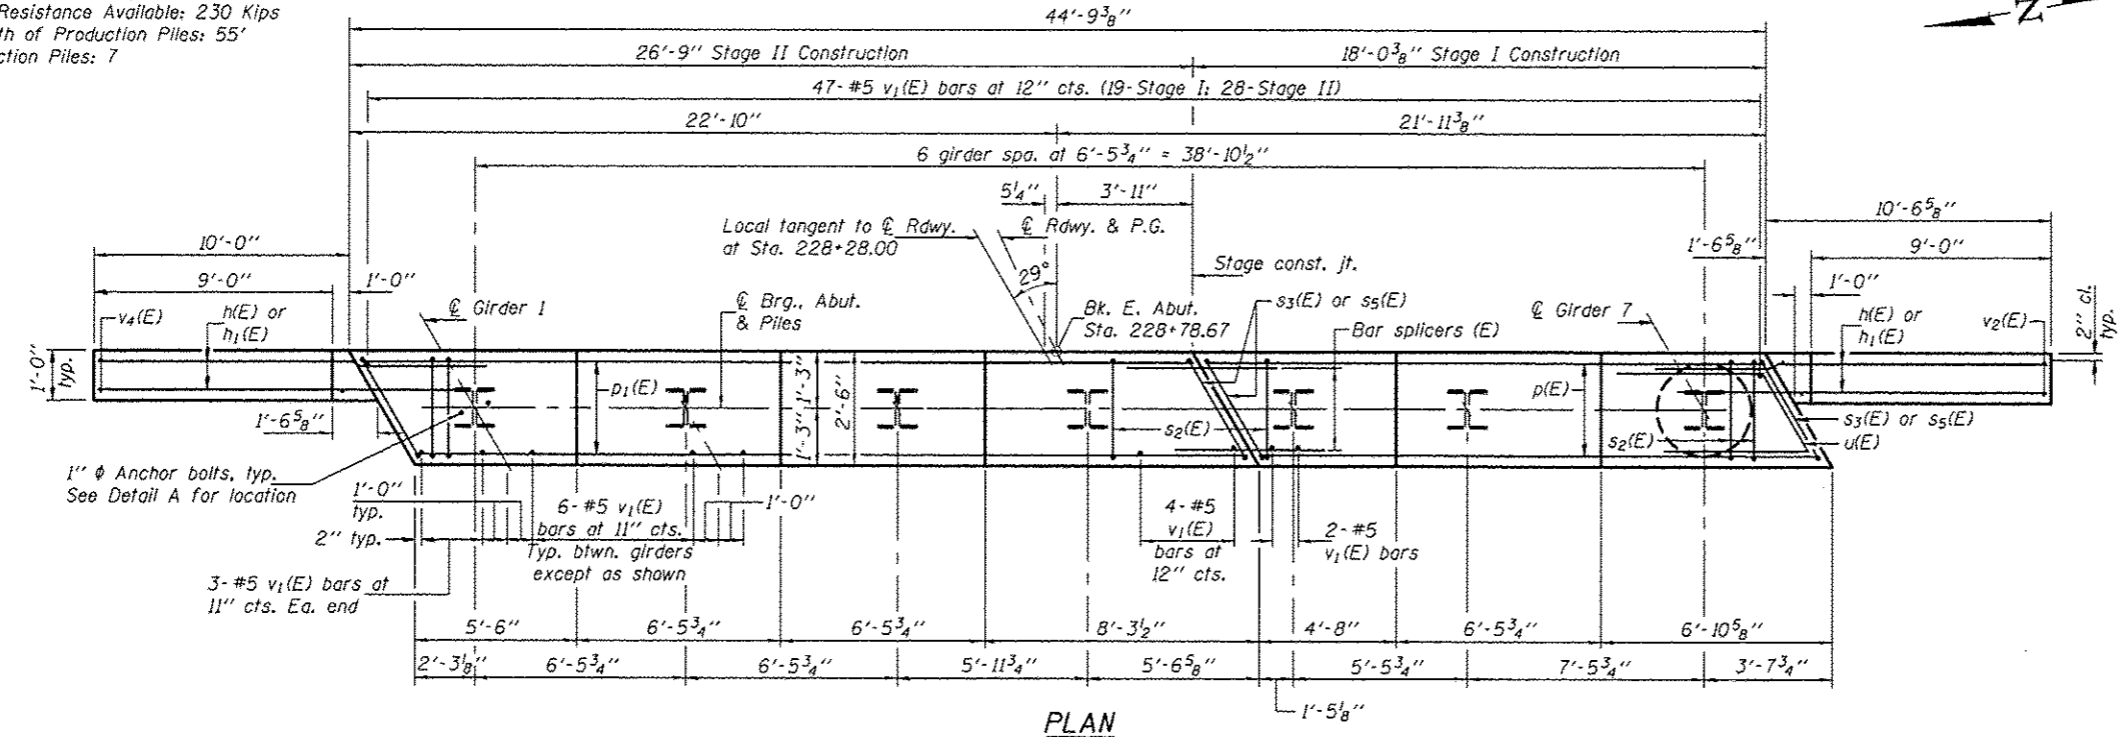 Resistance Available: 230 Kips
th of Production Piles: 55'
ction Piles: 7
Z
44'-9 3/8"
26'-9" Stage II Construction
18'-0 3/8" Stage I Construction
47-#5 v1(E) bars at 12" cts. (19-Stage I; 28-Stage II)
22'-10"
21'-11 3/8"
6 girder spa. at 6'-5 3/4" = 38'-10 1/2"
5 1/4"
3'-11"
10'-6 5/8"
Local tangent to ℄ Rdwy.
at Sta. 228+28.00
℄ Rdwy. & P.G.
10'-0"
1'-6 5/8"
9'-0"
Stage const. jt.
29°
9'-0"
1'-0"
1'-0"
℄ Girder 1
℄ Brg., Abut.
& Piles
Bk. E. Abut.
Sta. 228+78.67
s3(E) or s5(E)
Bar splicers (E)
℄ Girder 7
v4(E)
h(E) or
h1(E)
h(E) or
h1(E)
v2(E)
2" cl.
typ.
1'-0"
typ.
p1(E)
1'-3"
1'-3"
2'-6"
p(E)
1'-6 5/8"
s2(E)
s2(E)
s3(E) or s5(E)
u(E)
1" ϕ Anchor bolts, typ.
See Detail A for location
1'-0"
typ.
2" typ.
6-#5 v1(E)
bars at 11" cts.
Typ. btwn. girders
except as shown
1'-0"
4-#5
v1(E)
bars at
12" cts.
2-#5
v1(E) bars
3-#5 v1(E) bars at
11" cts. Ea. end
5'-6"
6'-5 3/4"
6'-5 3/4"
8'-3 1/2"
4'-8"
6'-5 3/4"
6'-10 5/8"
2'-3 1/8"
6'-5 3/4"
6'-5 3/4"
5'-11 3/4"
5'-6 5/8"
5'-5 3/4"
7'-5 3/4"
3'-7 3/4"
1'-5 1/8"
PLAN